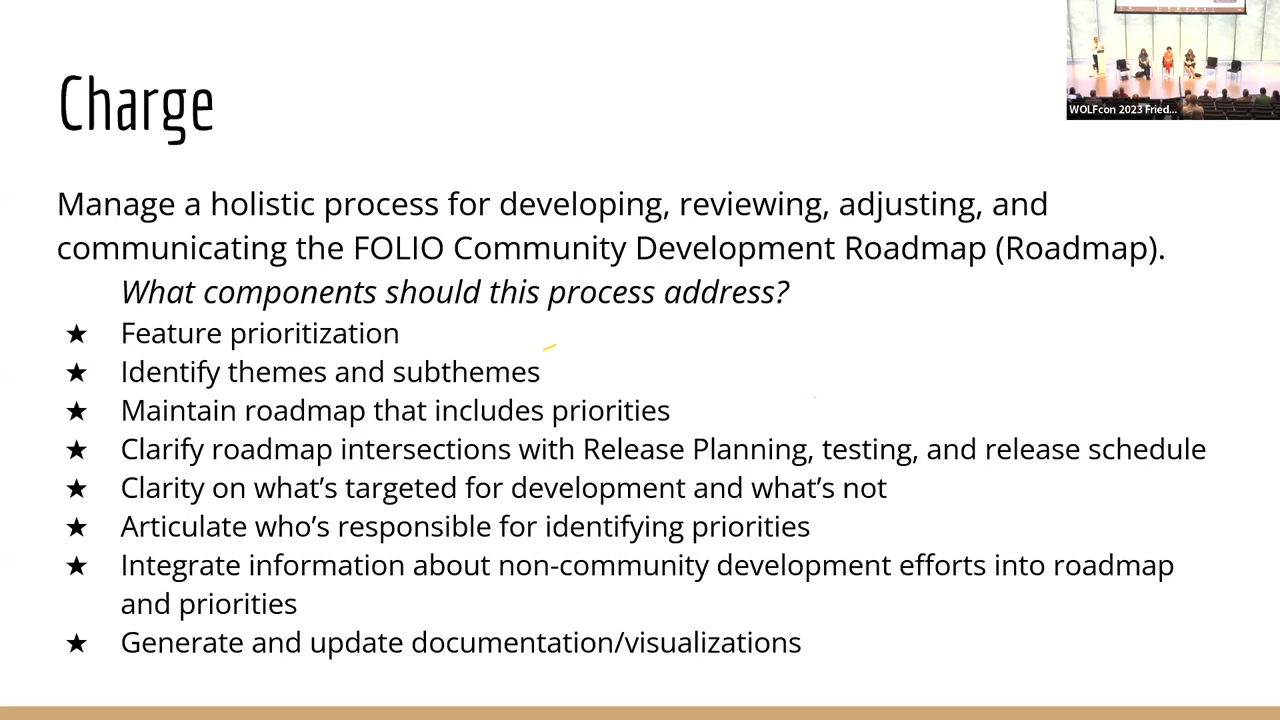 Charge
WOLFcon 2023 Fried...
Manage a holistic process for developing, reviewing, adjusting, and
communicating the FOLIO Community Development Roadmap (Roadmap).
What components should this process address?
★ Feature prioritization
★ Identify themes and subthemes
★ Maintain roadmap that includes priorities
★ Clarify roadmap intersections with Release Planning, testing, and release schedule
★ Clarity on what's targeted for development and what's not
★ Articulate who's responsible for identifying priorities
★ Integrate information about non-community development efforts into roadmap
and priorities
★ Generate and update documentation/visualizations